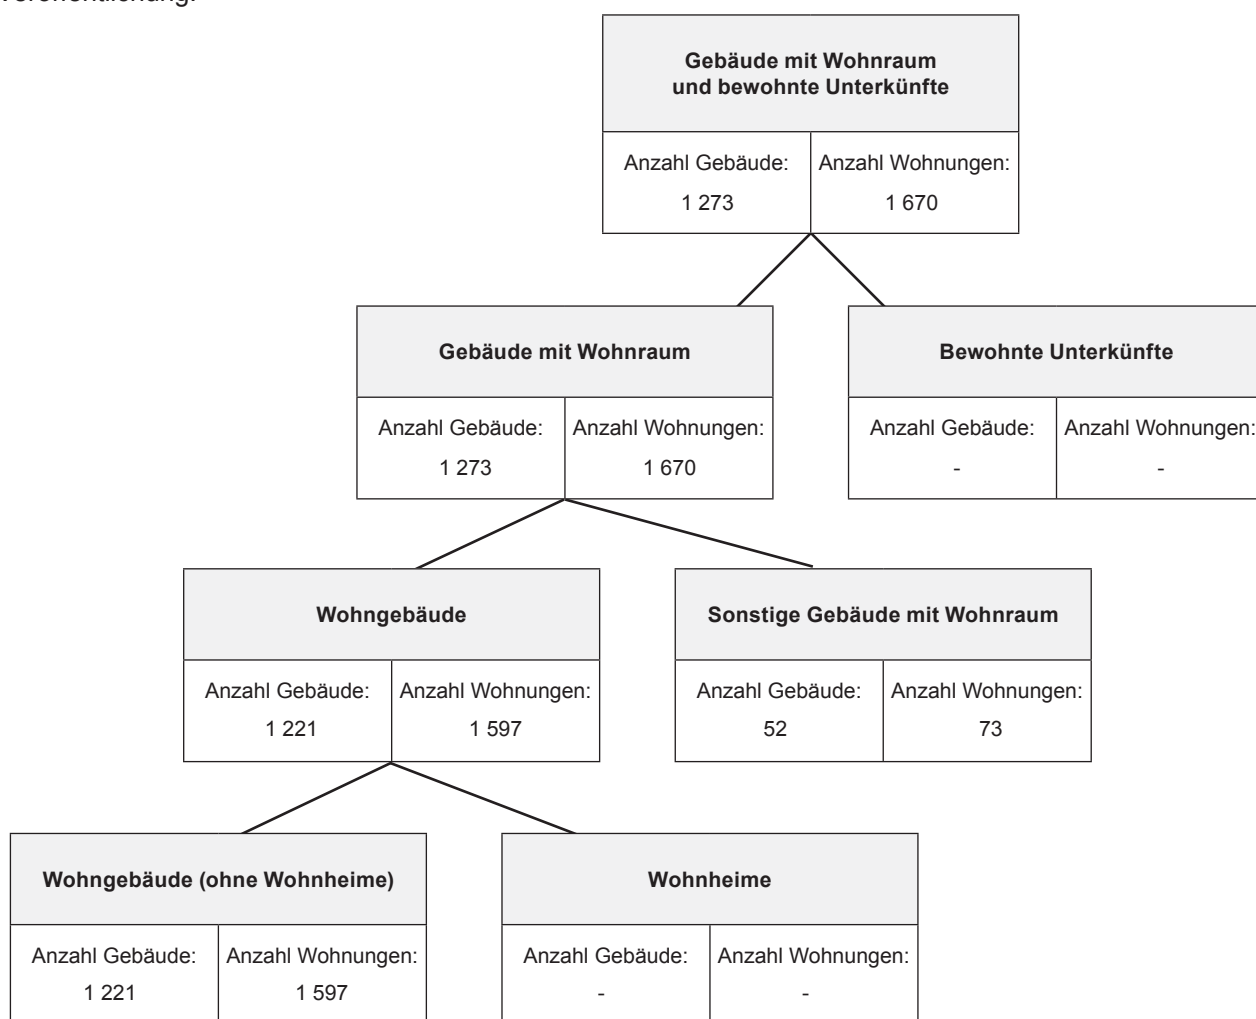 Veröffentlichung.
Gebäude mit Wohnraum
und bewohnte Unterkünfte
Anzahl Gebäude:
1 273
Anzahl Wohnungen:
1 670
Gebäude mit Wohnraum
Anzahl Gebäude:
1 273
Anzahl Wohnungen:
1 670
Bewohnte Unterkünfte
Anzahl Gebäude:
-
Anzahl Wohnungen:
-
Wohngebäude
Anzahl Gebäude:
1 221
Anzahl Wohnungen:
1 597
Sonstige Gebäude mit Wohnraum
Anzahl Gebäude:
52
Anzahl Wohnungen:
73
Wohngebäude (ohne Wohnheime)
Anzahl Gebäude:
1 221
Anzahl Wohnungen:
1 597
Wohnheime
Anzahl Gebäude:
-
Anzahl Wohnungen:
-